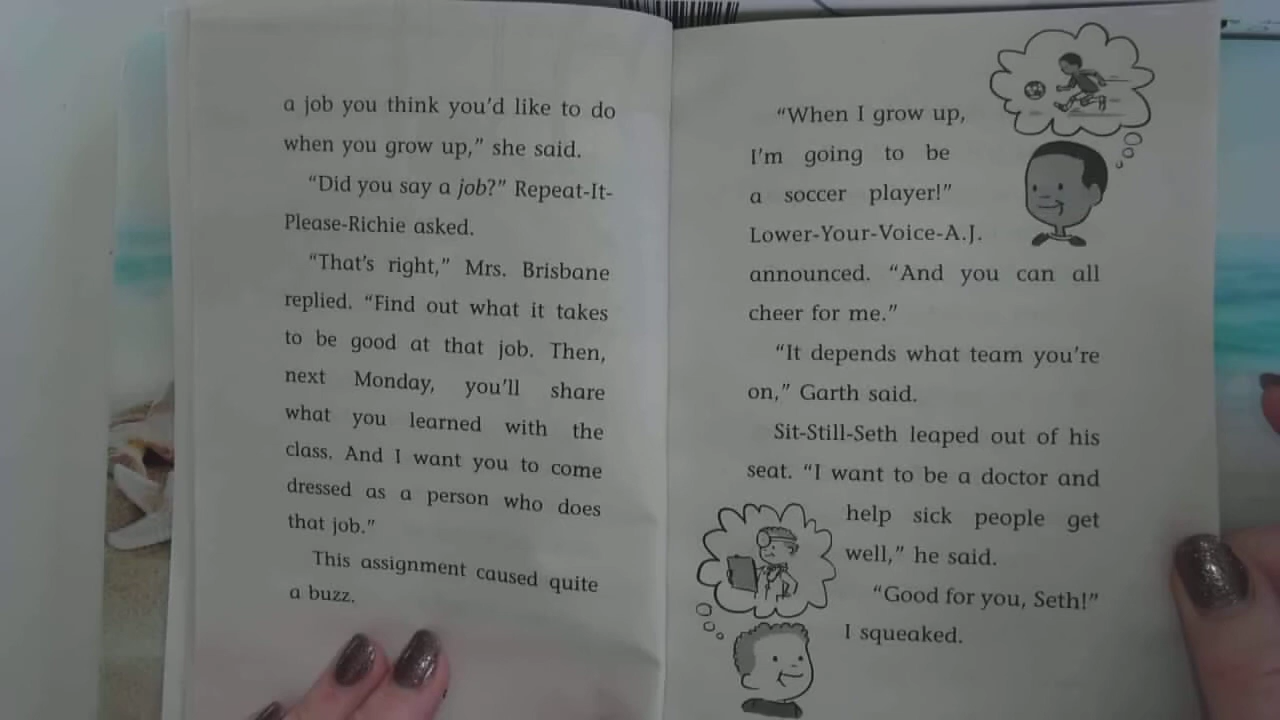 a job you think you'd like to do
when you grow up," she said.
"Did you say a job?" Repeat-It-
Please-Richie asked.
"That's right," Mrs. Brisbane
replied. "Find out what it takes
to be good at that job. Then,
next Monday, you'll share
what you learned with the
class. And I want you to come
dressed as a person who does
that job."
This assignment caused quite
a buzz.
"When I grow up,
I'm going to be
a soccer player!"
Lower-Your-Voice-A.J.
announced. "And you can all
cheer for me."
"It depends what team you're
on," Garth said.
Sit-Still-Seth leaped out of his
seat. "I want to be a doctor and
help sick people get
well," he said.
"Good for you, Seth!"
I squeaked.